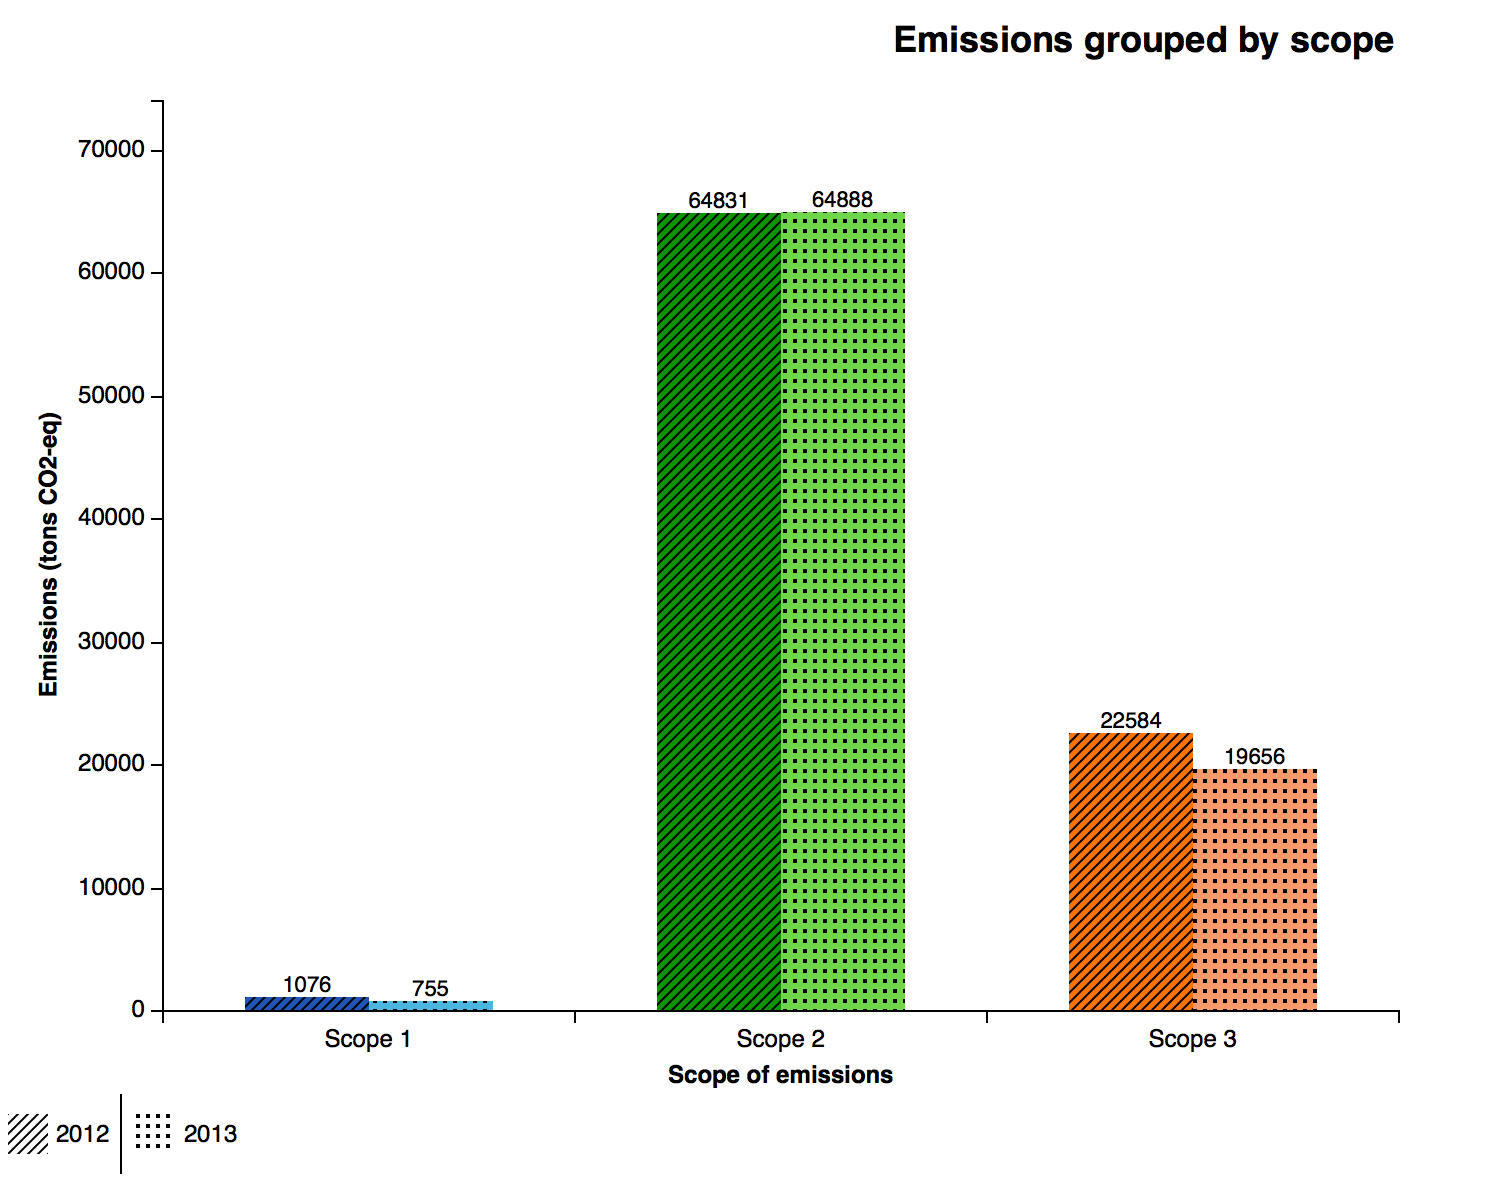 Emissions grouped by scope
Emissions (tons CO2-eq)
70000
60000
50000
40000
30000
20000
10000
0
64831
64888
22584
19656
1076
755
Scope 1
Scope 2
Scope 3
Scope of emissions
2012
2013